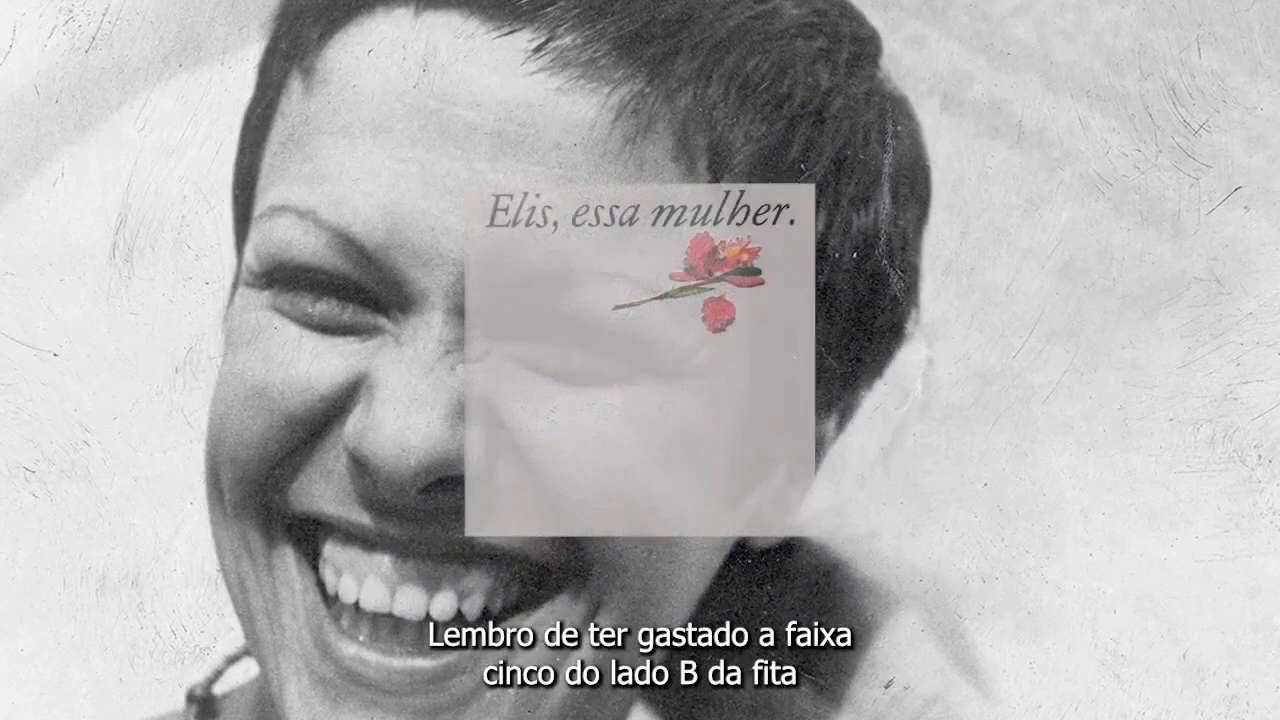 Elis, essa mulher.
Lembro de ter gastado a faixa
cinco do lado B da fita